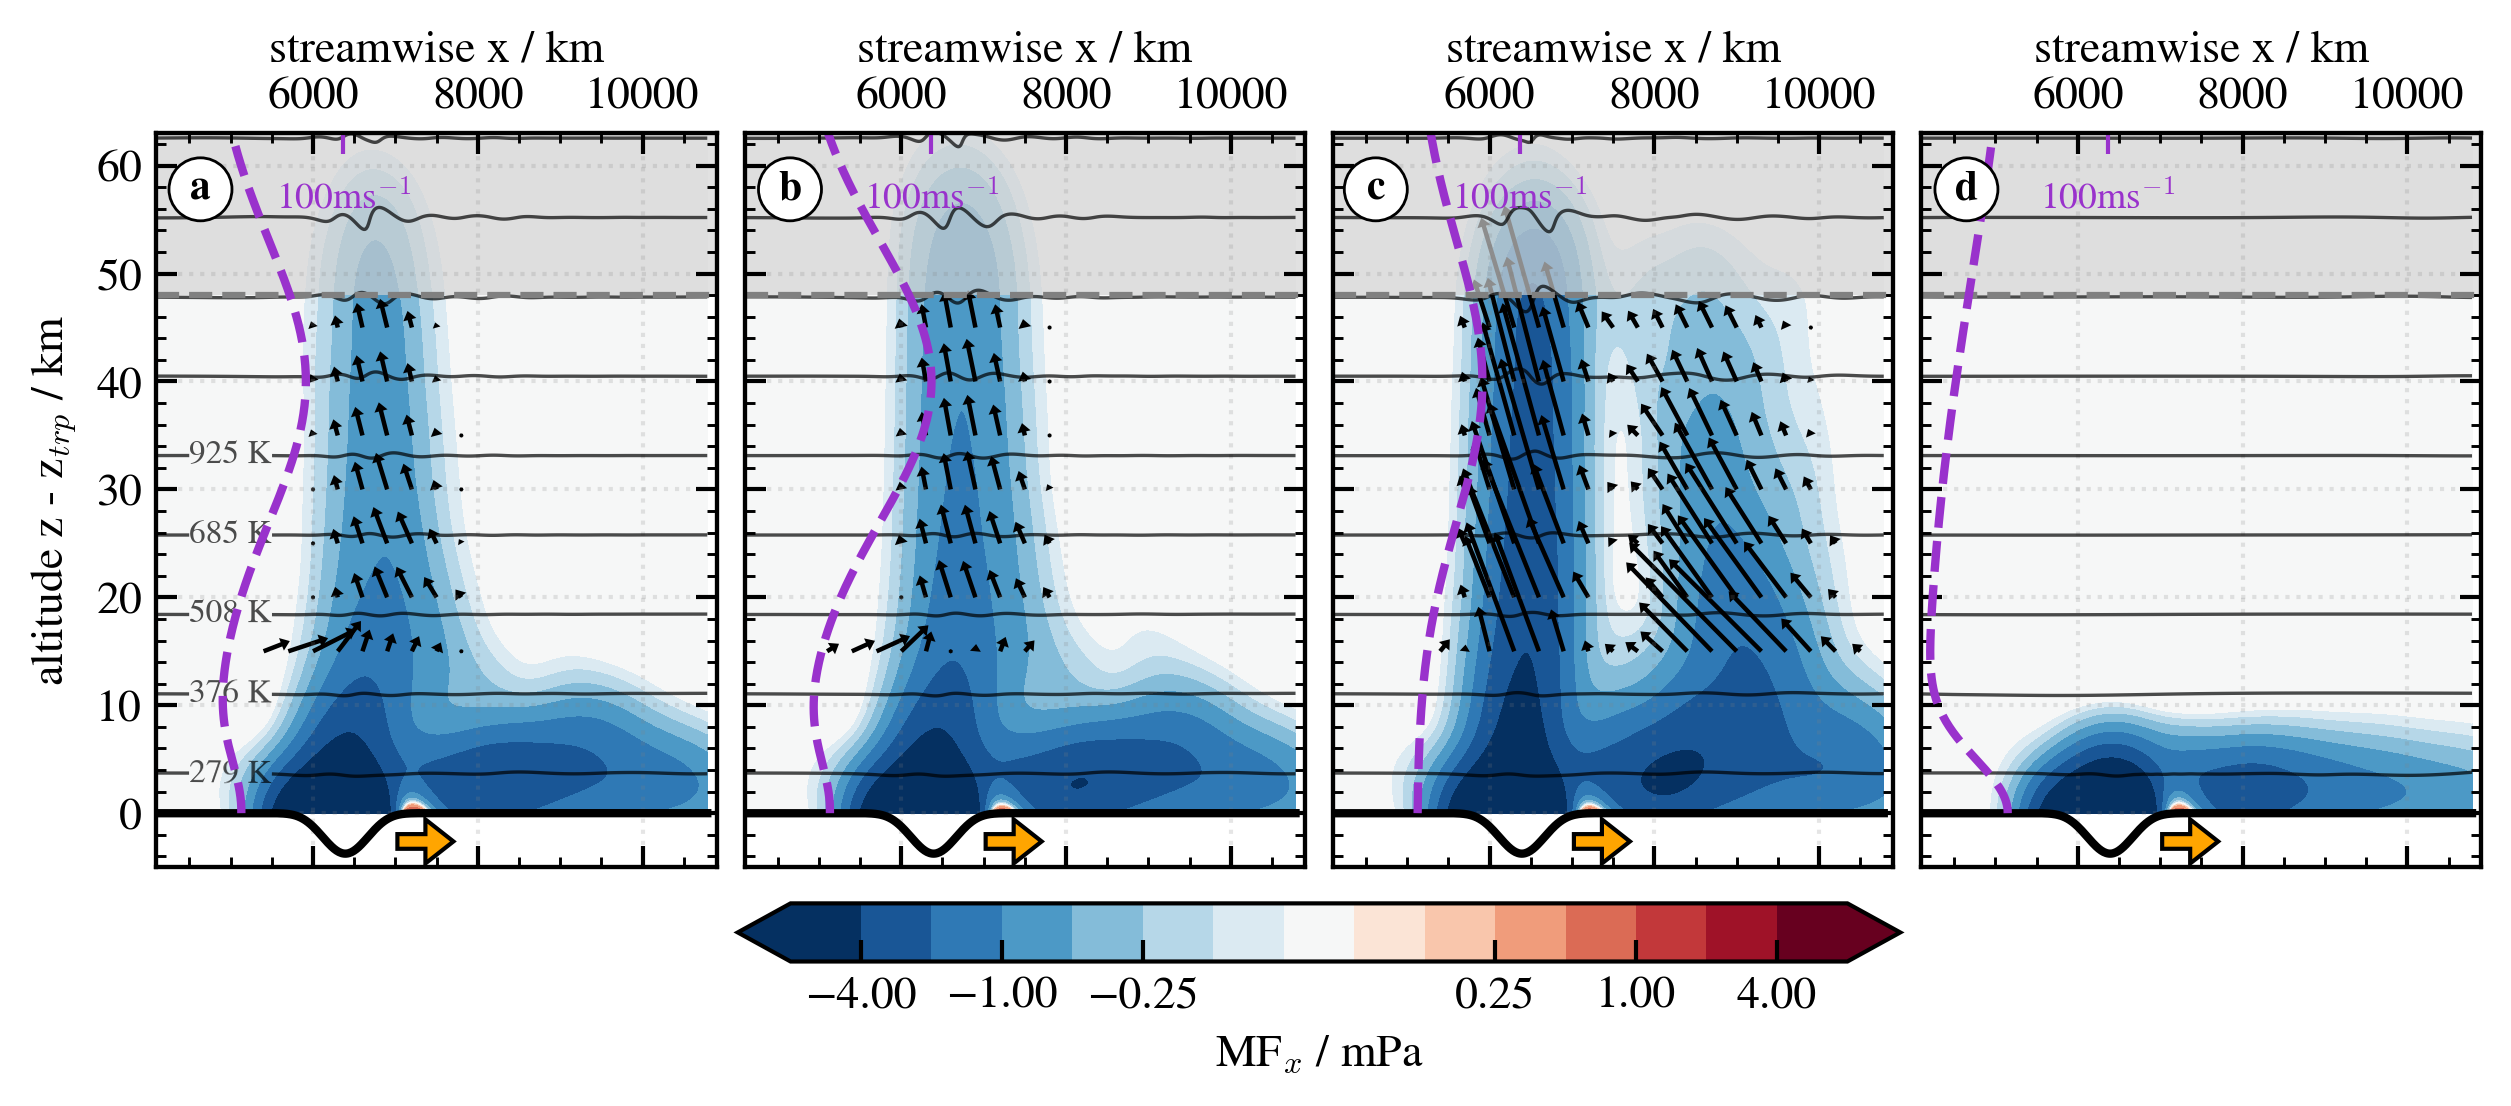 streamwise x / km streamwise x / km streamwise x / km streamwise x / km
6000 8000 10000 6000 8000 10000 6000 8000 10000 6000 8000 10000
a b c d
100ms⁻¹ 100ms⁻¹ 100ms⁻¹ 100ms⁻¹
altitude z - z_trp / km
60
50
40
30
20
10
0
925 K
685 K
508 K
376 K
279 K
−4.00 −1.00 −0.25 0.25 1.00 4.00
MFₓ / mPa